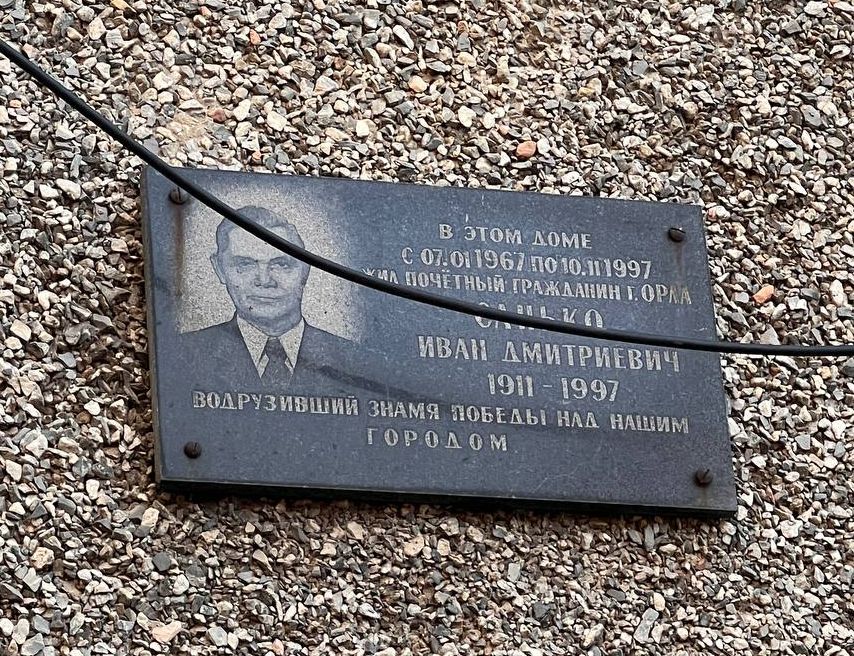 В ЭТОМ ДОМЕ
С 07.01.1967 ПО 10.11.1997
ЖИЛ ПОЧЁТНЫЙ ГРАЖДАНИН Г. ОРЛА
САНЬКО
ИВАН ДМИТРИЕВИЧ
1911 - 1997
ВОДРУЗИВШИЙ ЗНАМЯ ПОБЕДЫ НАД НАШИМ
ГОРОДОМ